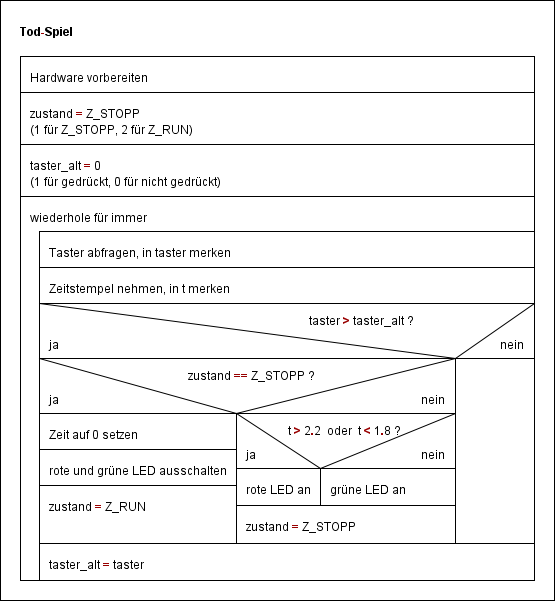 Tod-Spiel
Hardware vorbereiten
zustand = Z_STOPP
(1 für Z_STOPP, 2 für Z_RUN)
taster_alt = 0
(1 für gedrückt, 0 für nicht gedrückt)
wiederhole für immer
Taster abfragen, in taster merken
Zeitstempel nehmen, in t merken
taster > taster_alt ?
ja
nein
zustand == Z_STOPP ?
ja
nein
Zeit auf 0 setzen
rote und grüne LED ausschalten
zustand = Z_RUN
t > 2.2 oder t < 1.8 ?
ja
nein
rote LED an
grüne LED an
zustand = Z_STOPP
taster_alt = taster